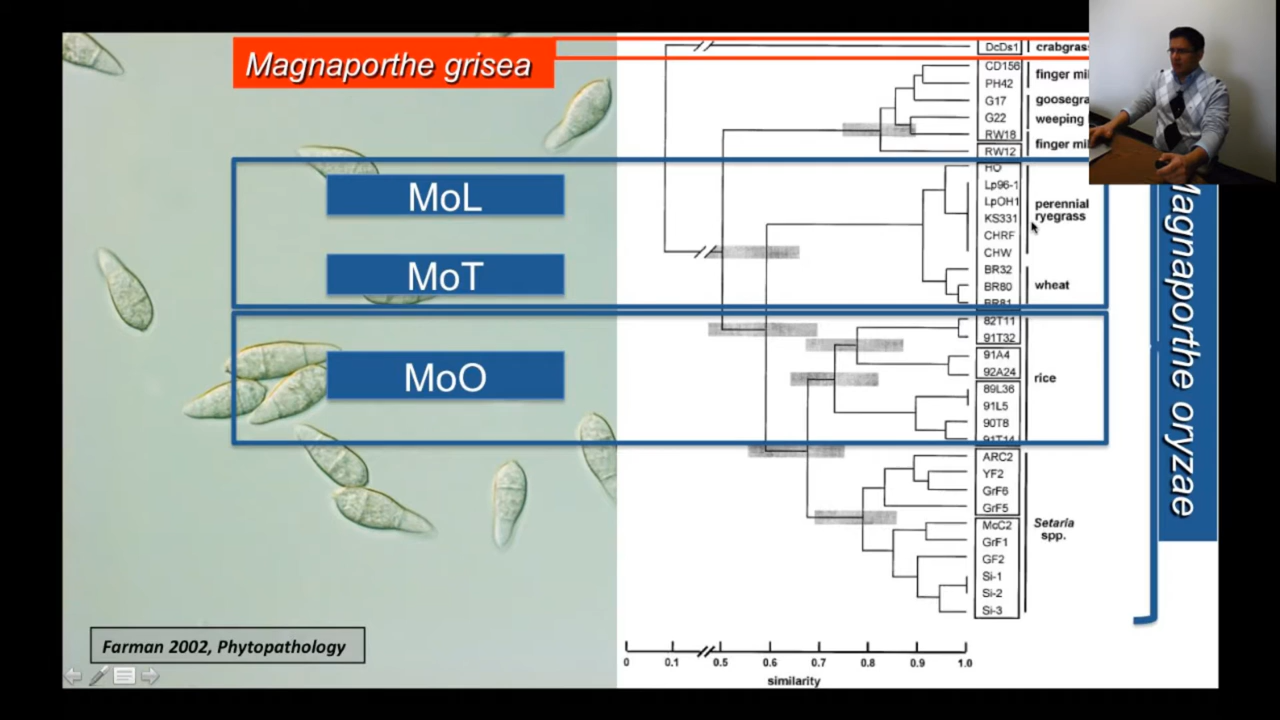 Magnaporthe grisea
MoL
MoT
MoO
Farman 2002, Phytopathology
DcDs1
CD156
PH42
G17
G22
RW18
RW12
HO
Lp96-1
LpOH1
KS331
CHRF
CHW
BR32
BR80
BR81
82T11
91T32
91A4
92A24
89L36
91L5
90T8
91T14
ARC2
YF2
GrF6
GrF5
McC2
GrF1
GF2
Si-1
Si-2
Si-3
crabgrass
finger mi
goosegra
weeping
finger mil
perennial
ryegrass
wheat
rice
Setaria
spp.
Magnaporthe oryzae
0 0.1 0.5 0.6 0.7 0.8 0.9 1.0
similarity